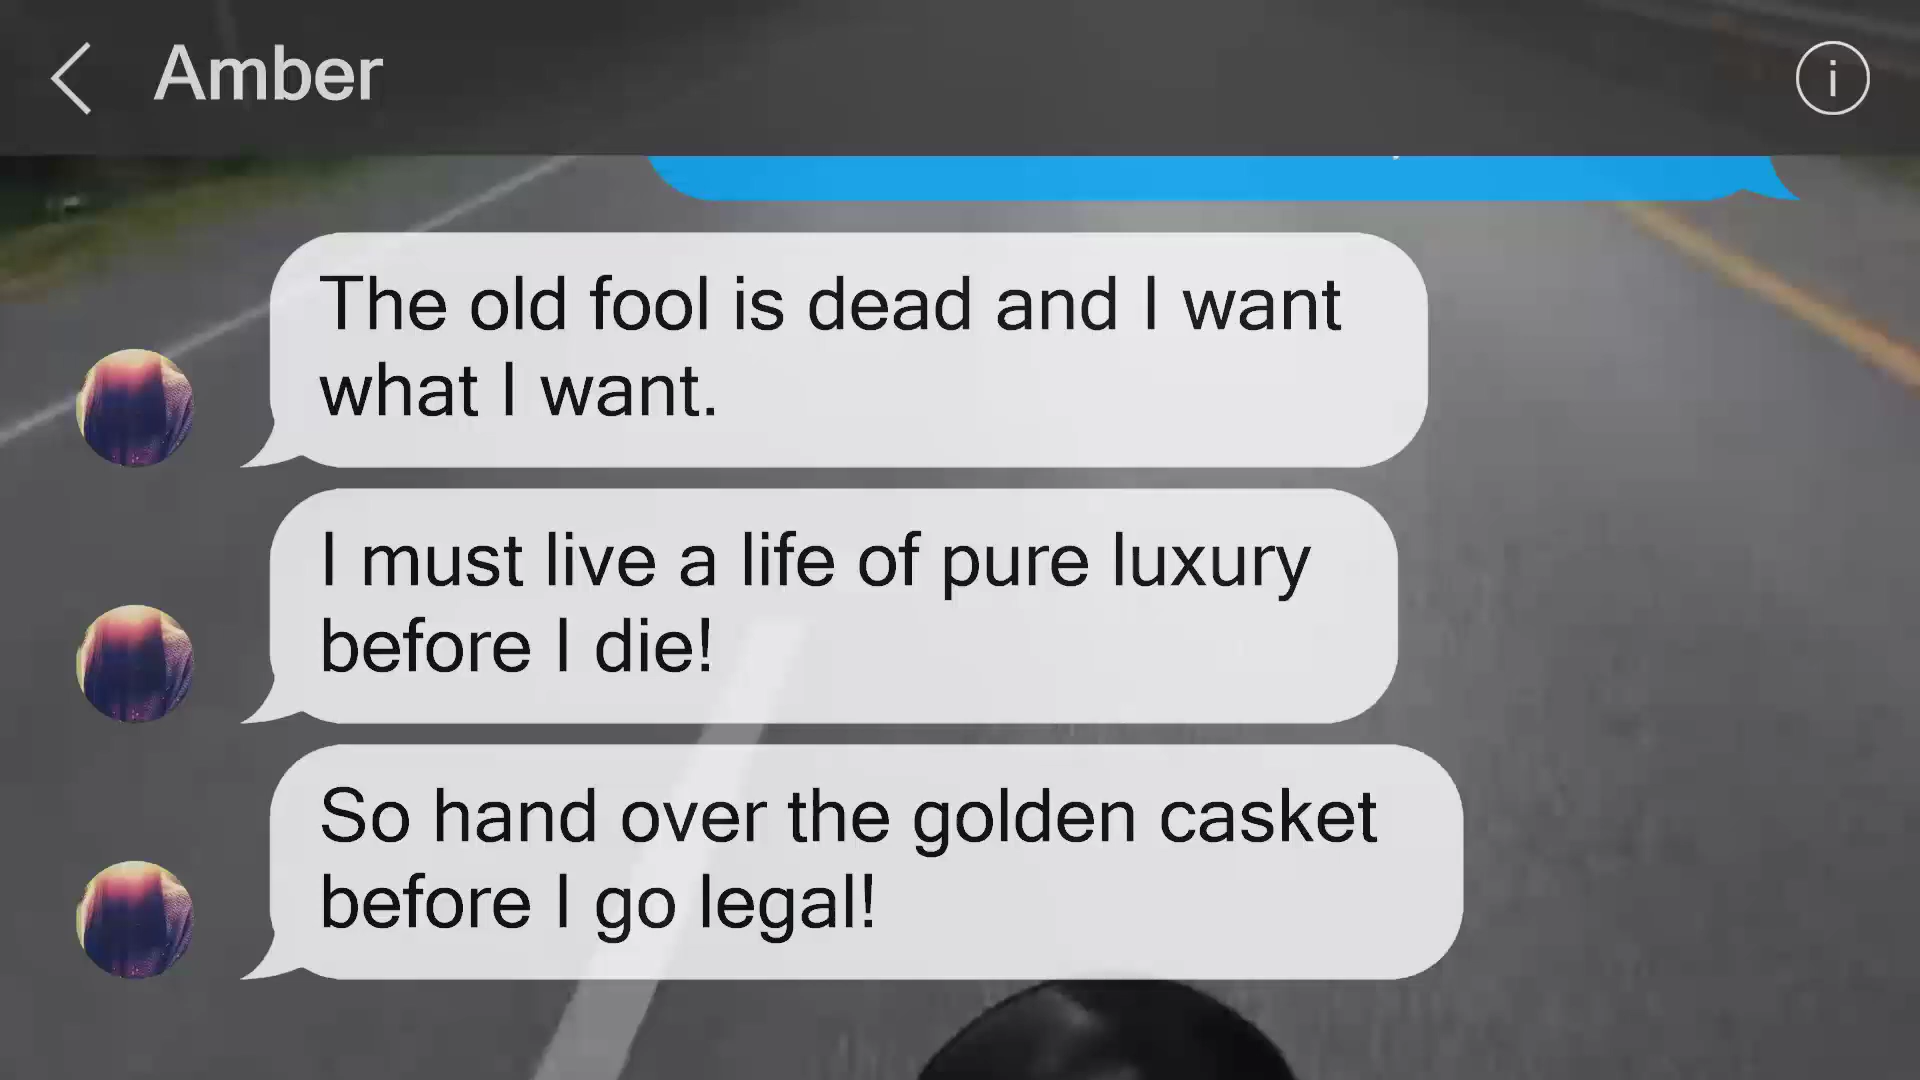 Amber
The old fool is dead and I want
what I want.
I must live a life of pure luxury
before I die!
So hand over the golden casket
before I go legal!